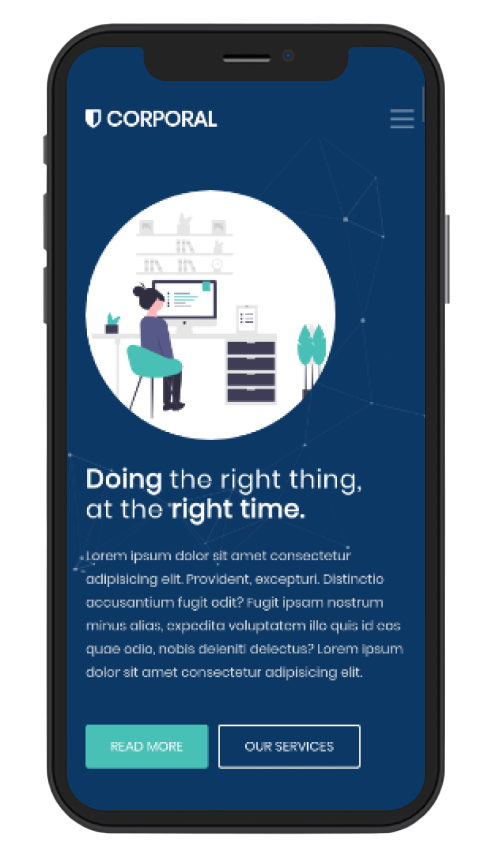 CORPORAL
Doing the right thing,
at the right time.
Lorem ipsum dolor sit amet consectetur
adipisicing elit. Provident, excepturi. Distinctio
accusantium fugit odit? Fugit ipsam nostrum
minus alias, expedita voluptatem illo quis id eos
quae odio, nobis deleniti delectus? Lorem ipsum
dolor sit amet consectetur adipisicing elit.
READ MORE
OUR SERVICES